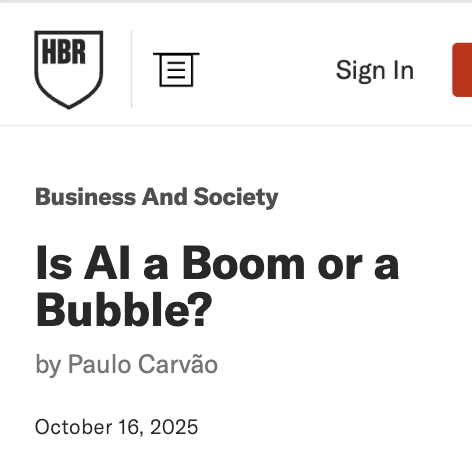 HBR
Sign In
Business And Society
Is AI a Boom or a
Bubble?
by Paulo Carvão
October 16, 2025